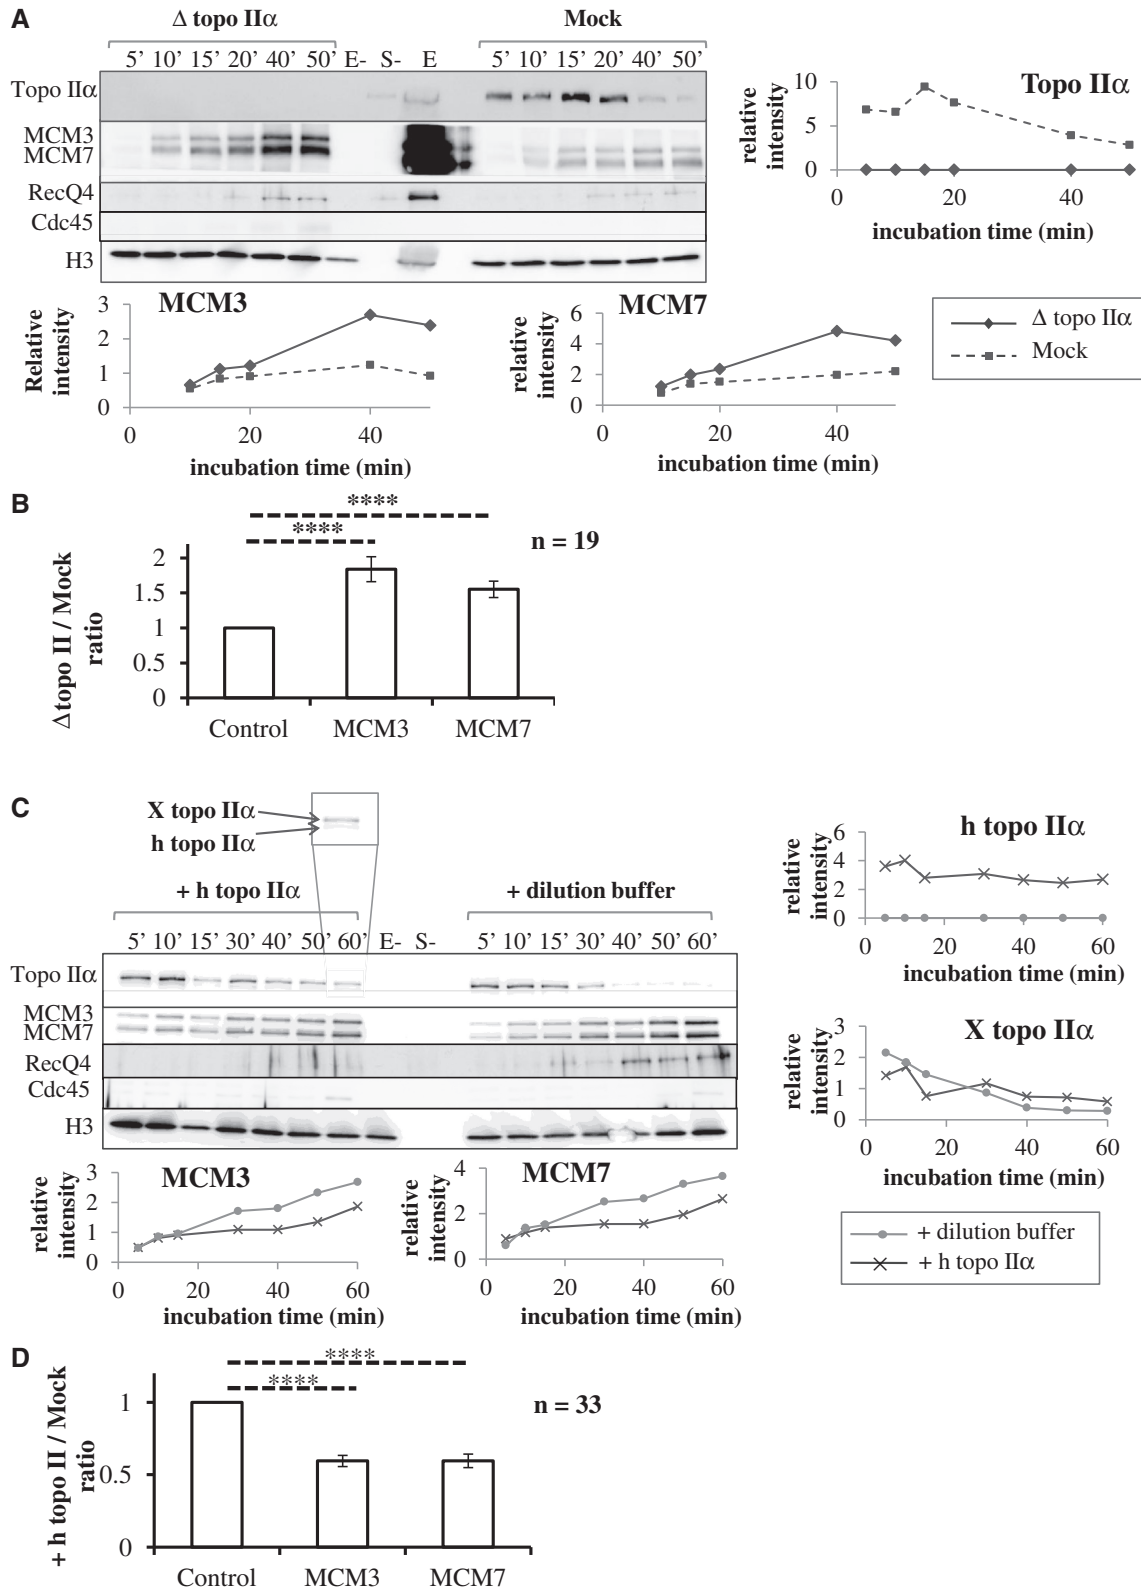 A
Δ topo IIα
Mock
5’ 10’ 15’ 20’ 40’ 50’ E- S- E
5’ 10’ 15’ 20’ 40’ 50’
Topo IIα
MCM3
MCM7
RecQ4
Cdc45
H3
Topo IIα
relative intensity
10
5
0
0 20 40
incubation time (min)
MCM3
Relative intensity
3
2
1
0
0 20 40
incubation time (min)
MCM7
relative intensity
6
4
2
0
0 20 40
incubation time (min)
Δ topo IIα
Mock
B
****
****
n = 19
Δtopo II / Mock ratio
2
1.5
1
0.5
0
Control MCM3 MCM7
C
X topo IIα
h topo IIα
+ h topo IIα
+ dilution buffer
5’ 10’ 15’ 30’ 40’ 50’ 60’ E- S-
5’ 10’ 15’ 30’ 40’ 50’ 60’
Topo IIα
MCM3
MCM7
RecQ4
Cdc45
H3
h topo IIα
relative intensity
6
4
2
0
0 20 40 60
incubation time (min)
X topo IIα
relative intensity
3
2
1
0
0 20 40 60
incubation time (min)
MCM3
relative intensity
3
2
1
0
0 20 40 60
incubation time (min)
MCM7
relative intensity
4
2
0
0 20 40 60
incubation time (min)
+ dilution buffer
+ h topo IIα
D
****
****
n = 33
+ h topo II / Mock ratio
1
0.5
0
Control MCM3 MCM7